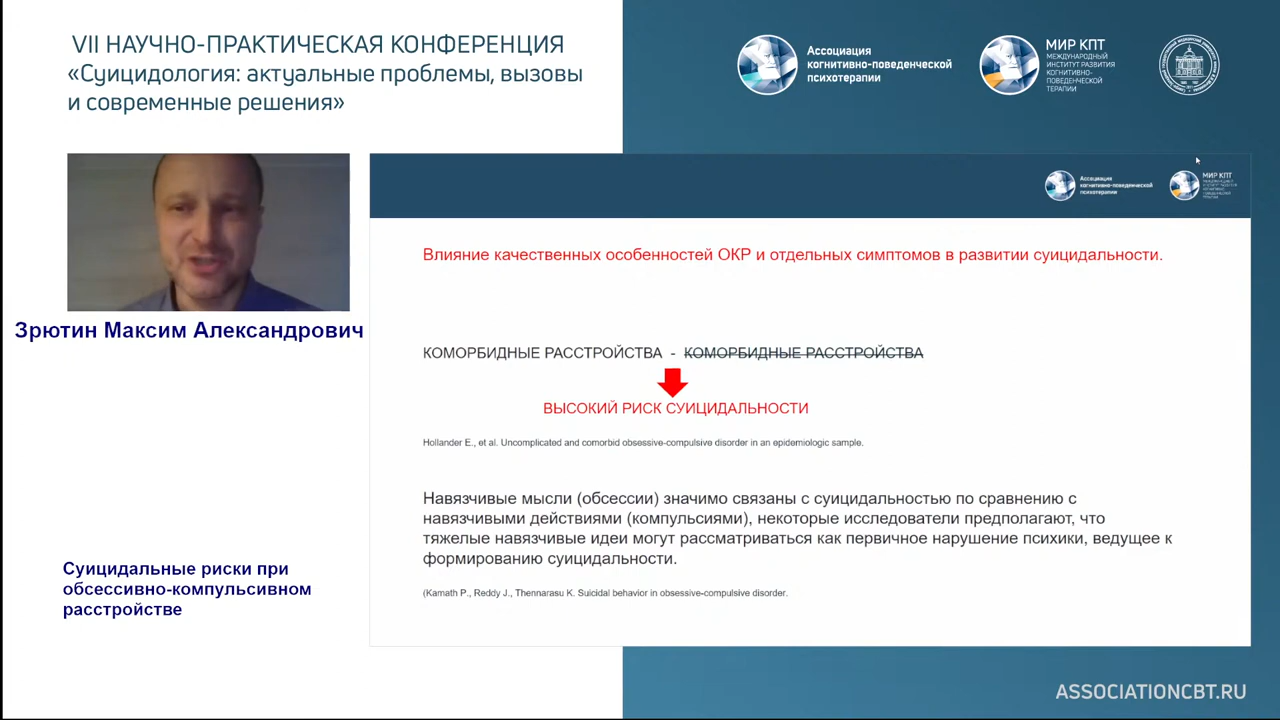 VII НАУЧНО-ПРАКТИЧЕСКАЯ КОНФЕРЕНЦИЯ
«Суицидология: актуальные проблемы, вызовы
и современные решения»
Ассоциация
когнитивно-поведенческой
психотерапии
МИР КПТ
МЕЖДУНАРОДНЫЙ
ИНСТИТУТ РАЗВИТИЯ
КОГНИТИВНО-
ПОВЕДЕНЧЕСКОЙ
ТЕРАПИИ
Зрютин Максим Александрович
Суицидальные риски при
обсессивно-компульсивном
расстройстве
Ассоциация
когнитивно-поведенческой
психотерапии
МИР КПТ
Влияние качественных особенностей ОКР и отдельных симптомов в развитии суицидальности.
КОМОРБИДНЫЕ РАССТРОЙСТВА - КОМОРБИДНЫЕ РАССТРОЙСТВА
ВЫСОКИЙ РИСК СУИЦИДАЛЬНОСТИ
Hollander E., et al. Uncomplicated and comorbid obsessive-compulsive disorder in an epidemiologic sample.
Навязчивые мысли (обсессии) значимо связаны с суицидальностью по сравнению с
навязчивыми действиями (компульсиями), некоторые исследователи предполагают, что
тяжелые навязчивые идеи могут рассматриваться как первичное нарушение психики, ведущее к
формированию суицидальности.
(Kamath P., Reddy J., Thennarasu K. Suicidal behavior in obsessive-compulsive disorder.
ASSOCIATIONCBT.RU